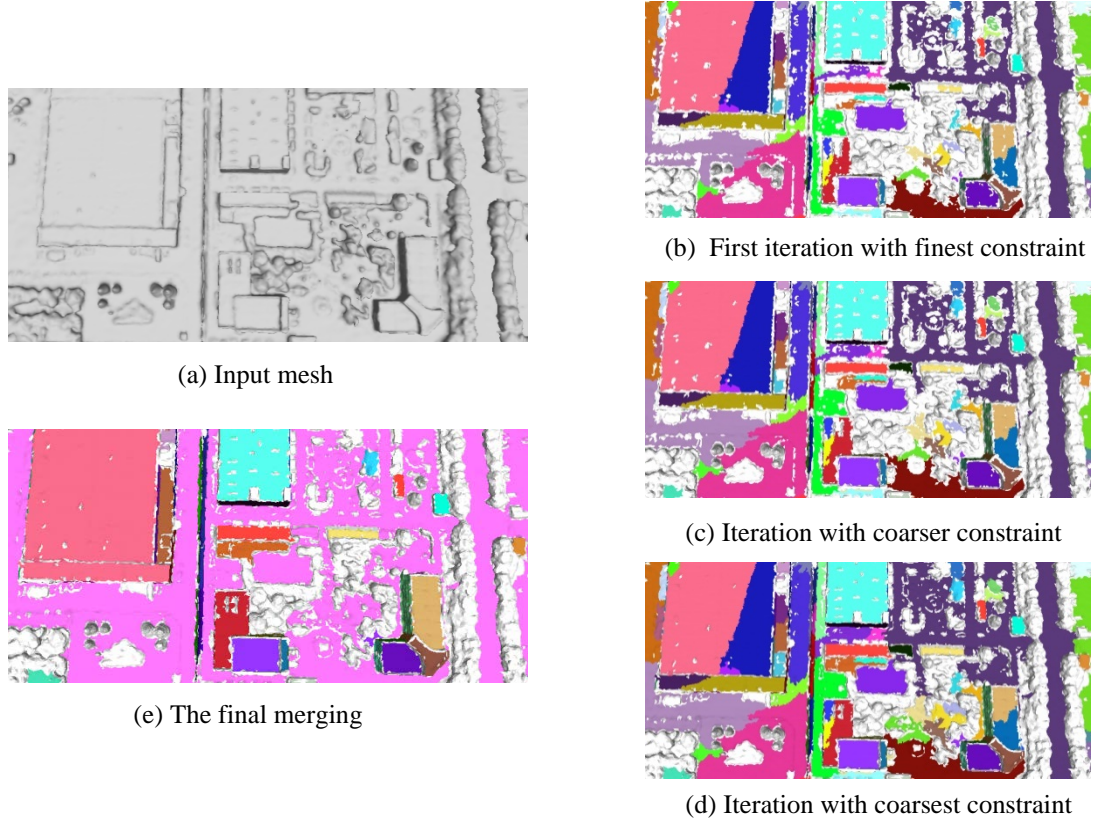 (a) Input mesh
(b) First iteration with finest constraint
(c) Iteration with coarser constraint
(d) Iteration with coarsest constraint
(e) The final merging